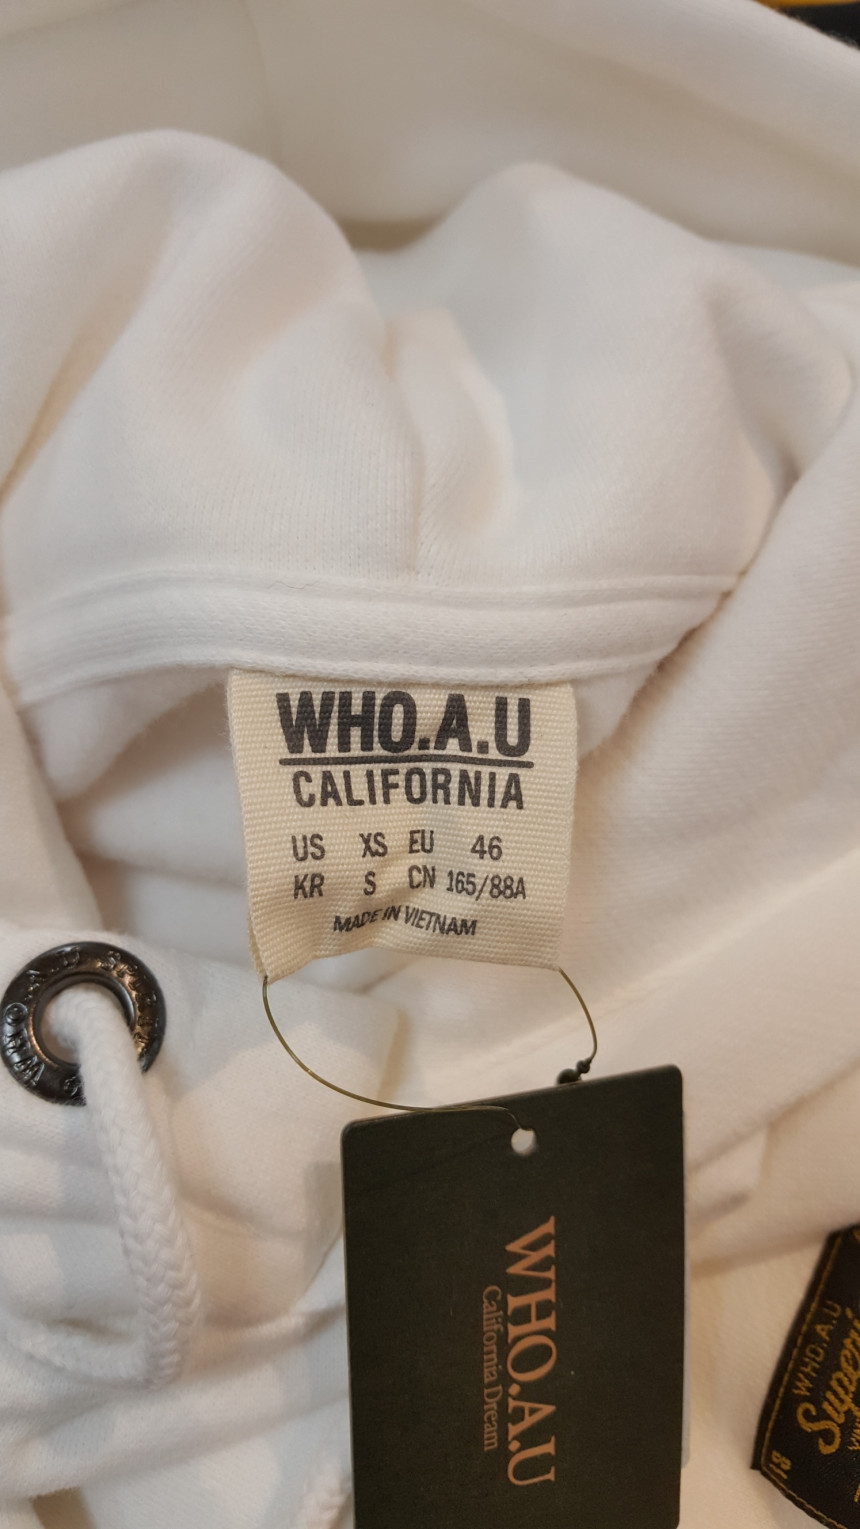 WHO.A.U
CALIFORNIA
US XS EU 46
KR S CN 165/88A
MADE IN VIETNAM
WHO.A.U
California Dream
WHO.A.U